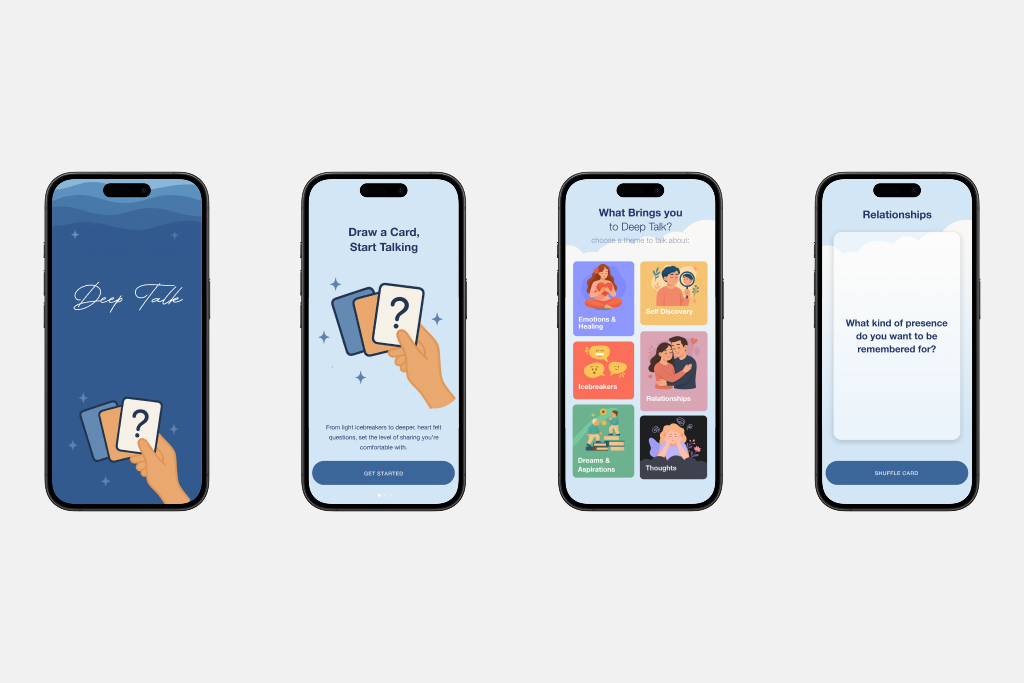 Deep Talk
?
Draw a Card,
Start Talking
?
From light icebreakers to deeper, heart felt
questions, set the level of sharing you're
comfortable with.
GET STARTED
What Brings you
to Deep Talk?
choose a theme to talk about:
Emotions &
Healing
Self Discovery
Icebreakers
Relationships
Dreams &
Aspirations
Thoughts
Relationships
What kind of presence
do you want to be
remembered for?
SHUFFLE CARD